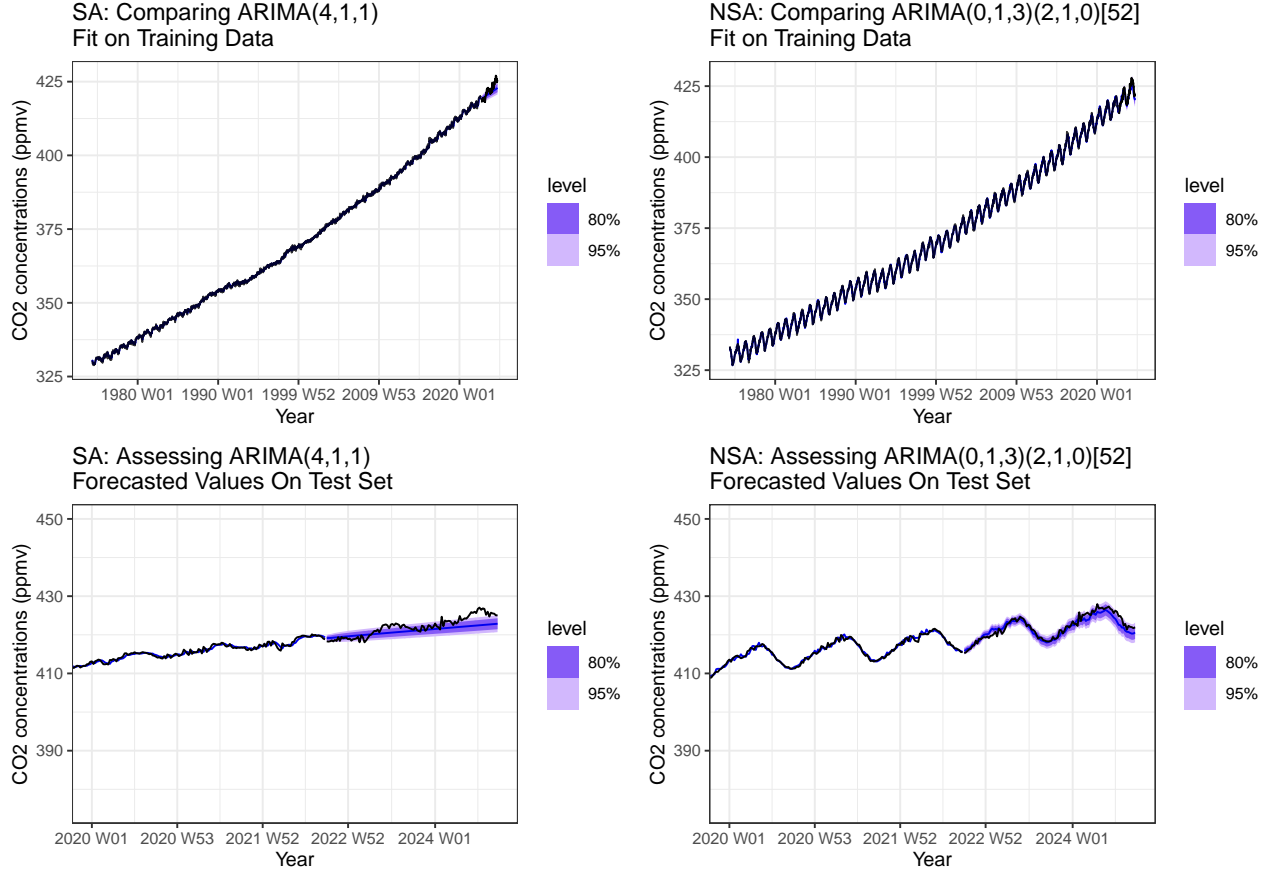 SA: Comparing ARIMA(4,1,1)
Fit on Training Data
CO2 concentrations (ppmv)
425
400
375
350
325
1980 W01 1990 W01 1999 W52 2009 W53 2020 W01
Year
level
80%
95%
NSA: Comparing ARIMA(0,1,3)(2,1,0)[52]
Fit on Training Data
CO2 concentrations (ppmv)
425
400
375
350
325
1980 W01 1990 W01 1999 W52 2009 W53 2020 W01
Year
level
80%
95%
SA: Assessing ARIMA(4,1,1)
Forecasted Values On Test Set
CO2 concentrations (ppmv)
450
430
410
390
2020 W01 2020 W53 2021 W52 2022 W52 2024 W01
Year
level
80%
95%
NSA: Assessing ARIMA(0,1,3)(2,1,0)[52]
Forecasted Values On Test Set
CO2 concentrations (ppmv)
450
430
410
390
2020 W01 2020 W53 2021 W52 2022 W52 2024 W01
Year
level
80%
95%